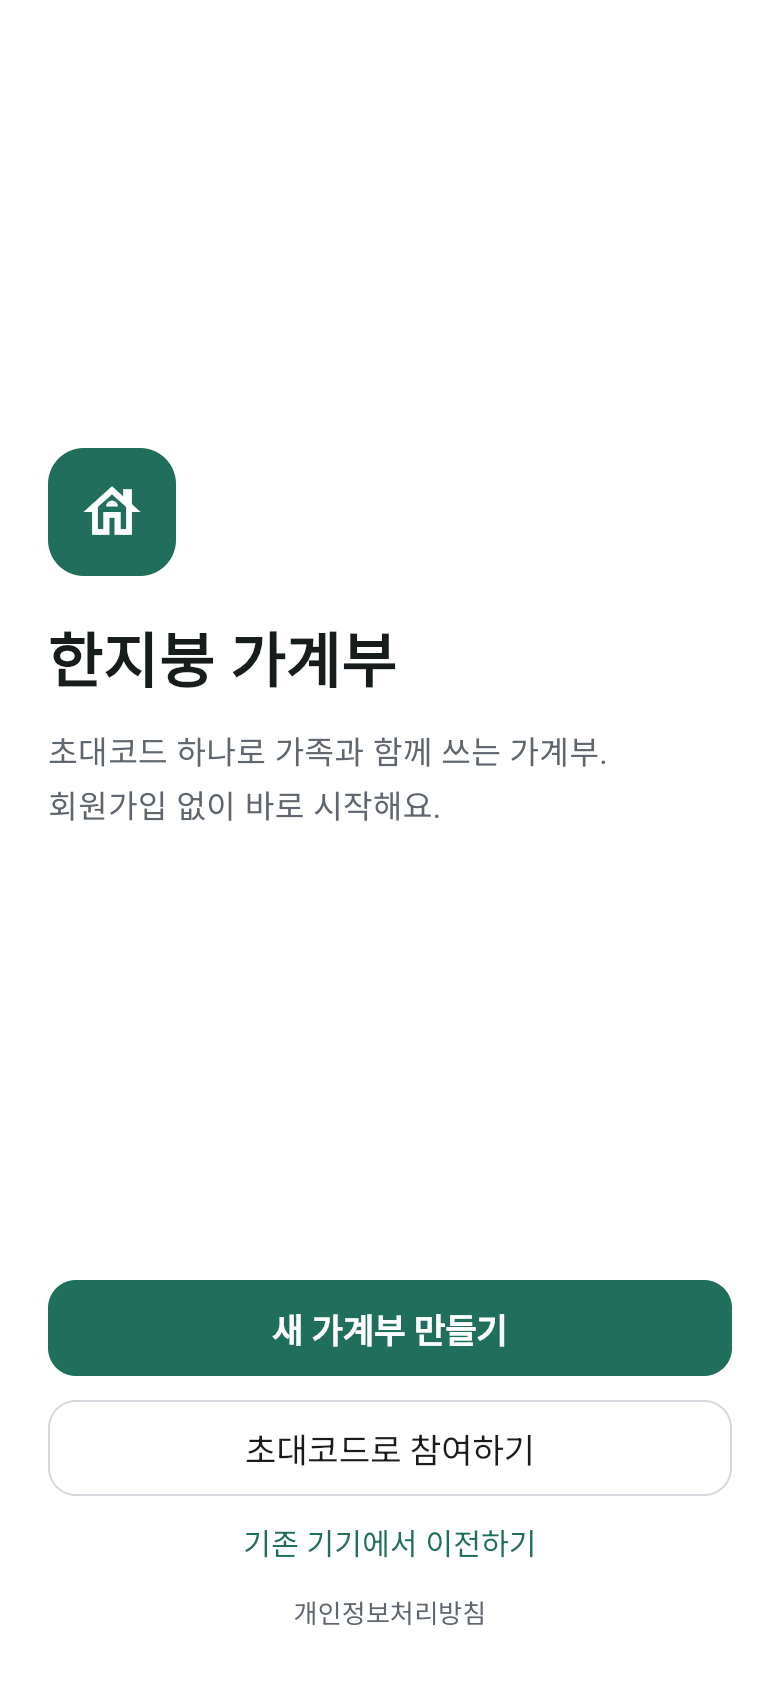 한지붕 가계부
초대코드 하나로 가족과 함께 쓰는 가계부.
회원가입 없이 바로 시작해요.
새 가계부 만들기
초대코드로 참여하기
기존 기기에서 이전하기
개인정보처리방침